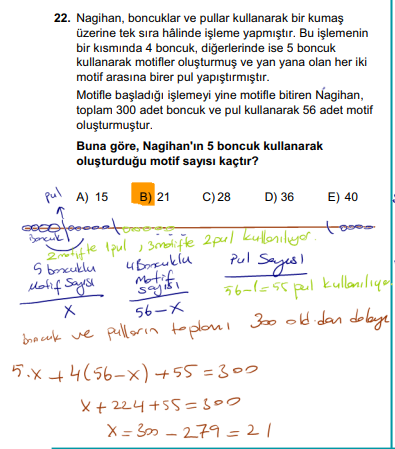 22. Nagihan, boncuklar ve pullar kullanarak bir kumaş
üzerine tek sıra hâlinde işleme yapmıştır. Bu işlemenin
bir kısmında 4 boncuk, diğerlerinde ise 5 boncuk
kullanarak motifler oluşturmuş ve yan yana olan her iki
motif arasına birer pul yapıştırmıştır.
Motifle başladığı işlemeyi yine motifle bitiren Nagihan,
toplam 300 adet boncuk ve pul kullanarak 56 adet motif
oluşturmuştur.
Buna göre, Nagihan'ın 5 boncuk kullanarak
oluşturduğu motif sayısı kaçtır?
pul
A) 15 B) 21 C) 28 D) 36 E) 40
boncuk
2 motifte 1 pul, 3 motifte 2 pul kullanılıyor.
5 boncuklu motif sayısı
x
4 Boncuklu motif sayısı
56-x
Pul Sayısı
56-1=55 pul kullanılıyor
boncuk ve pulların toplamı 300 old. dan dolayı
5.x+4(56-x)+55=300
x+224+55=300
x=300-279=21